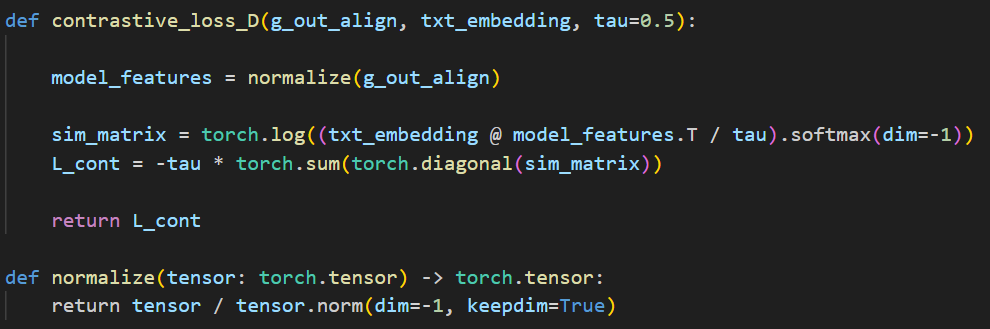 def contrastive_loss_D(g_out_align, txt_embedding, tau=0.5):
model_features = normalize(g_out_align)
sim_matrix = torch.log((txt_embedding @ model_features.T / tau).softmax(dim=-1))
L_cont = -tau * torch.sum(torch.diagonal(sim_matrix))
return L_cont
def normalize(tensor: torch.tensor) -> torch.tensor:
return tensor / tensor.norm(dim=-1, keepdim=True)